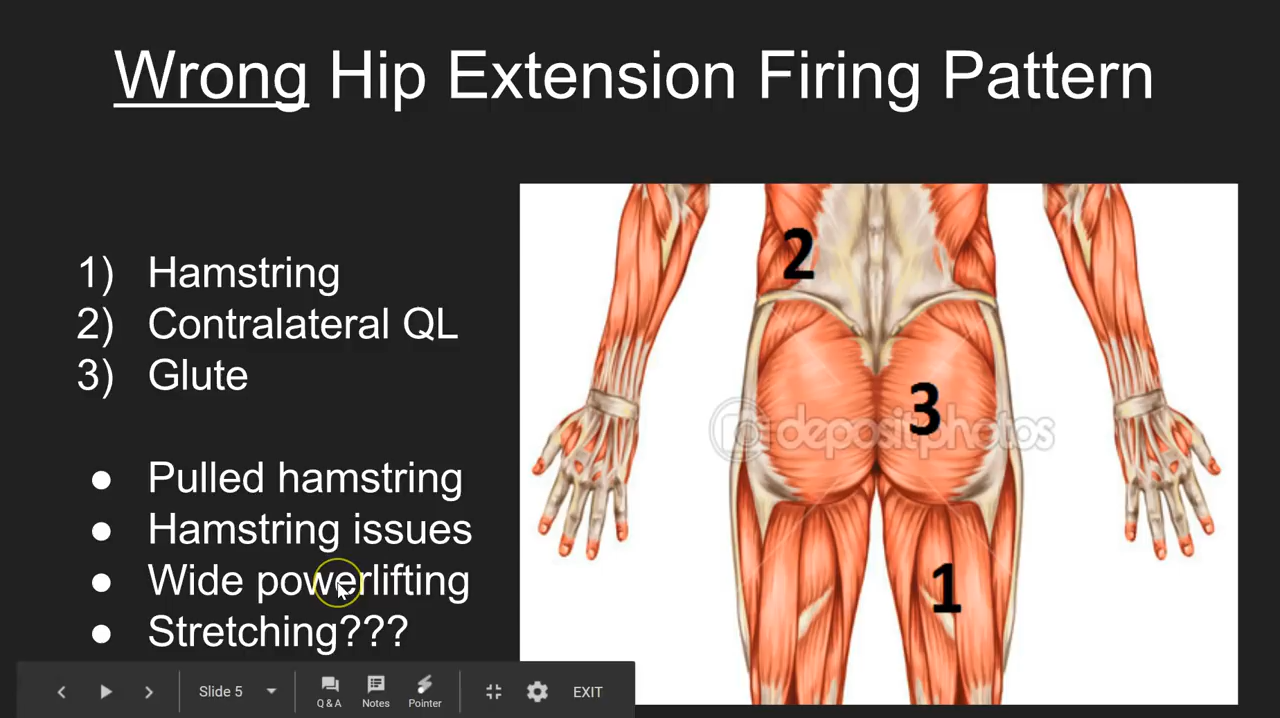 Wrong Hip Extension Firing Pattern
1) Hamstring
2) Contralateral QL
3) Glute
● Pulled hamstring
● Hamstring issues
● Wide powerlifting
● Stretching???
2
3
depositphotos
1
Slide 5
Q & A
Notes
Pointer
EXIT